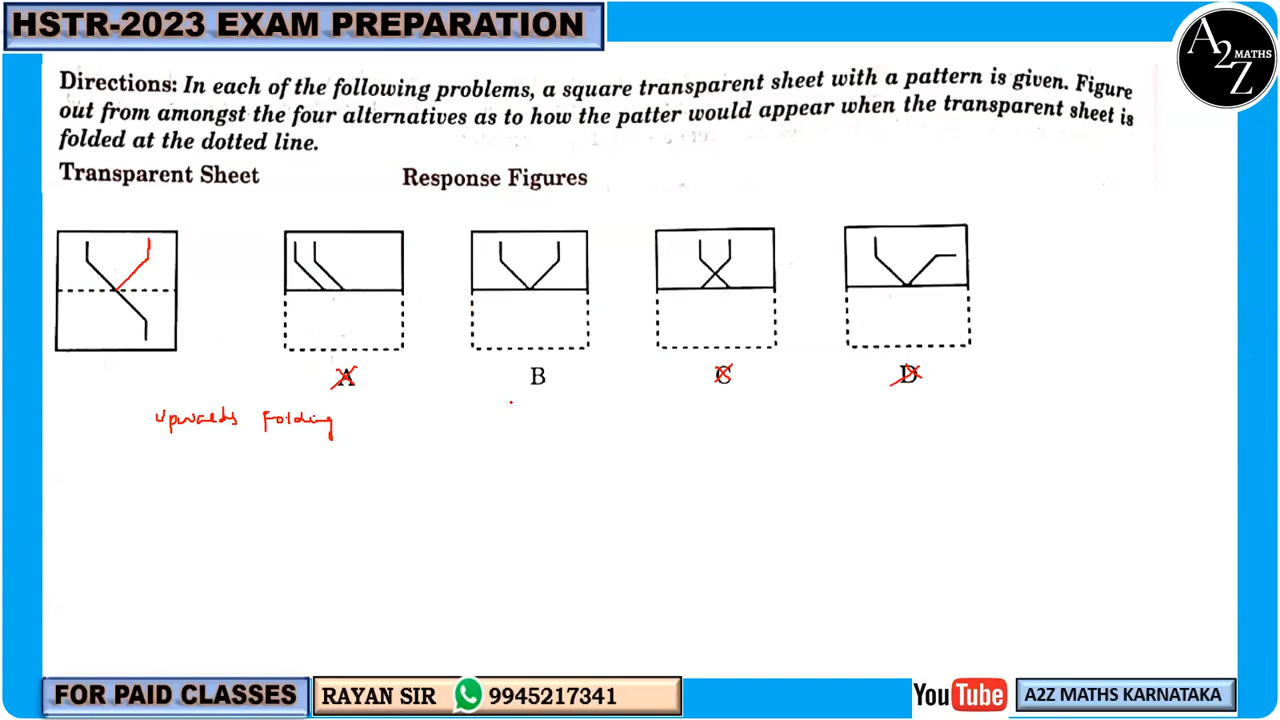 HSTR-2023 EXAM PREPARATION
A2Z MATHS
Directions: In each of the following problems, a square transparent sheet with a pattern is given. Figure
out from amongst the four alternatives as to how the patter would appear when the transparent sheet is
folded at the dotted line.
Transparent Sheet Response Figures
A B C D
upwards Folding
FOR PAID CLASSES RAYAN SIR 9945217341 YouTube A2Z MATHS KARNATAKA